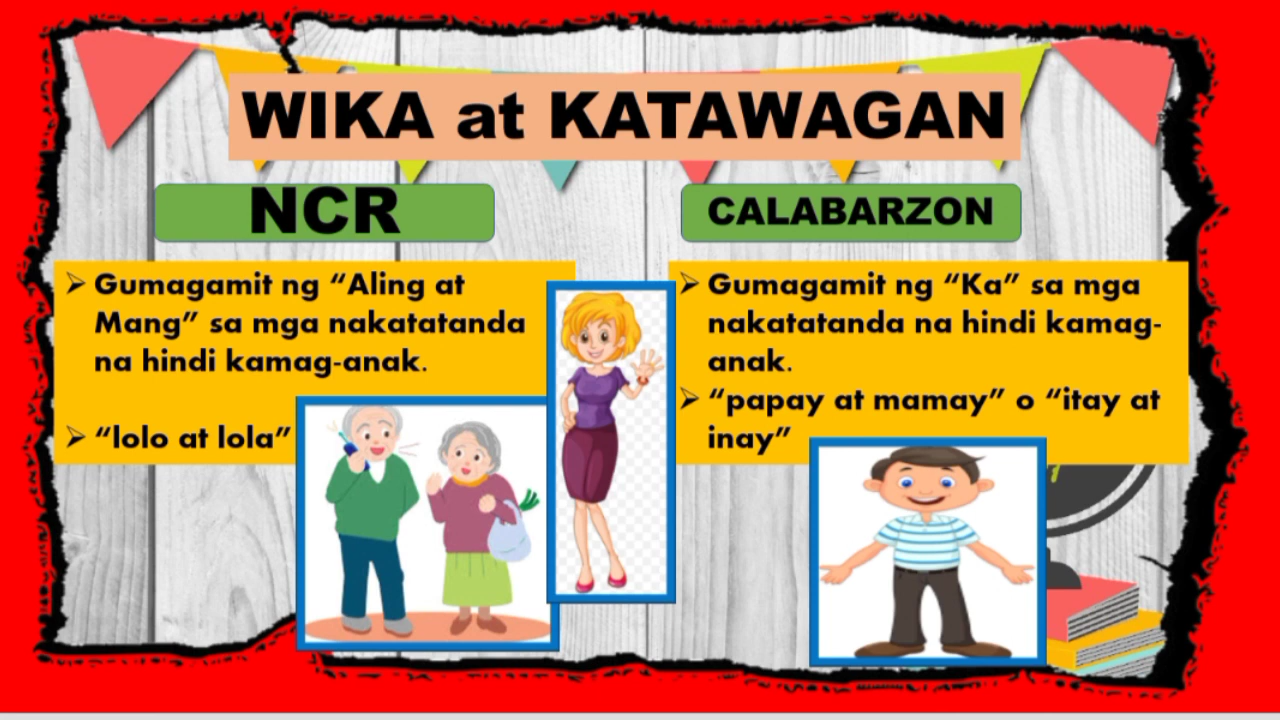 WIKA at KATAWAGAN
NCR
➢ Gumagamit ng “Aling at
Mang” sa mga nakatatanda
na hindi kamag-anak.
➢ “lolo at lola”
CALABARZON
➢ Gumagamit ng “Ka” sa mga
nakatatanda na hindi kamag-
anak.
➢ “papay at mamay” o “itay at
inay”